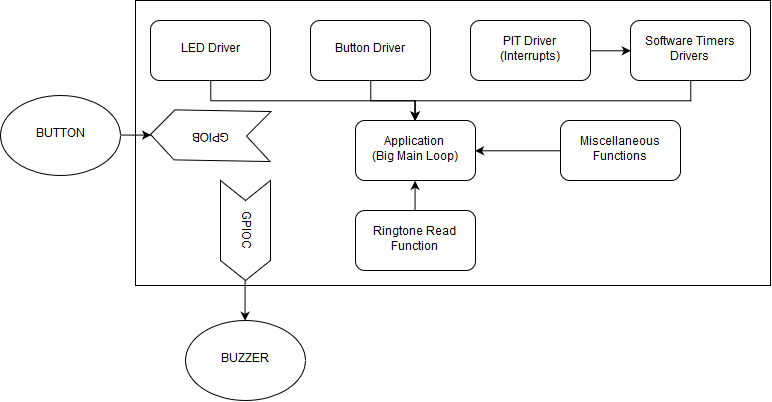 LED Driver
Button Driver
PIT Driver
(Interrupts)
Software Timers
Drivers
BUTTON
GPIOB
Application
(Big Main Loop)
Miscellaneous
Functions
GPIOC
Ringtone Read
Function
BUZZER